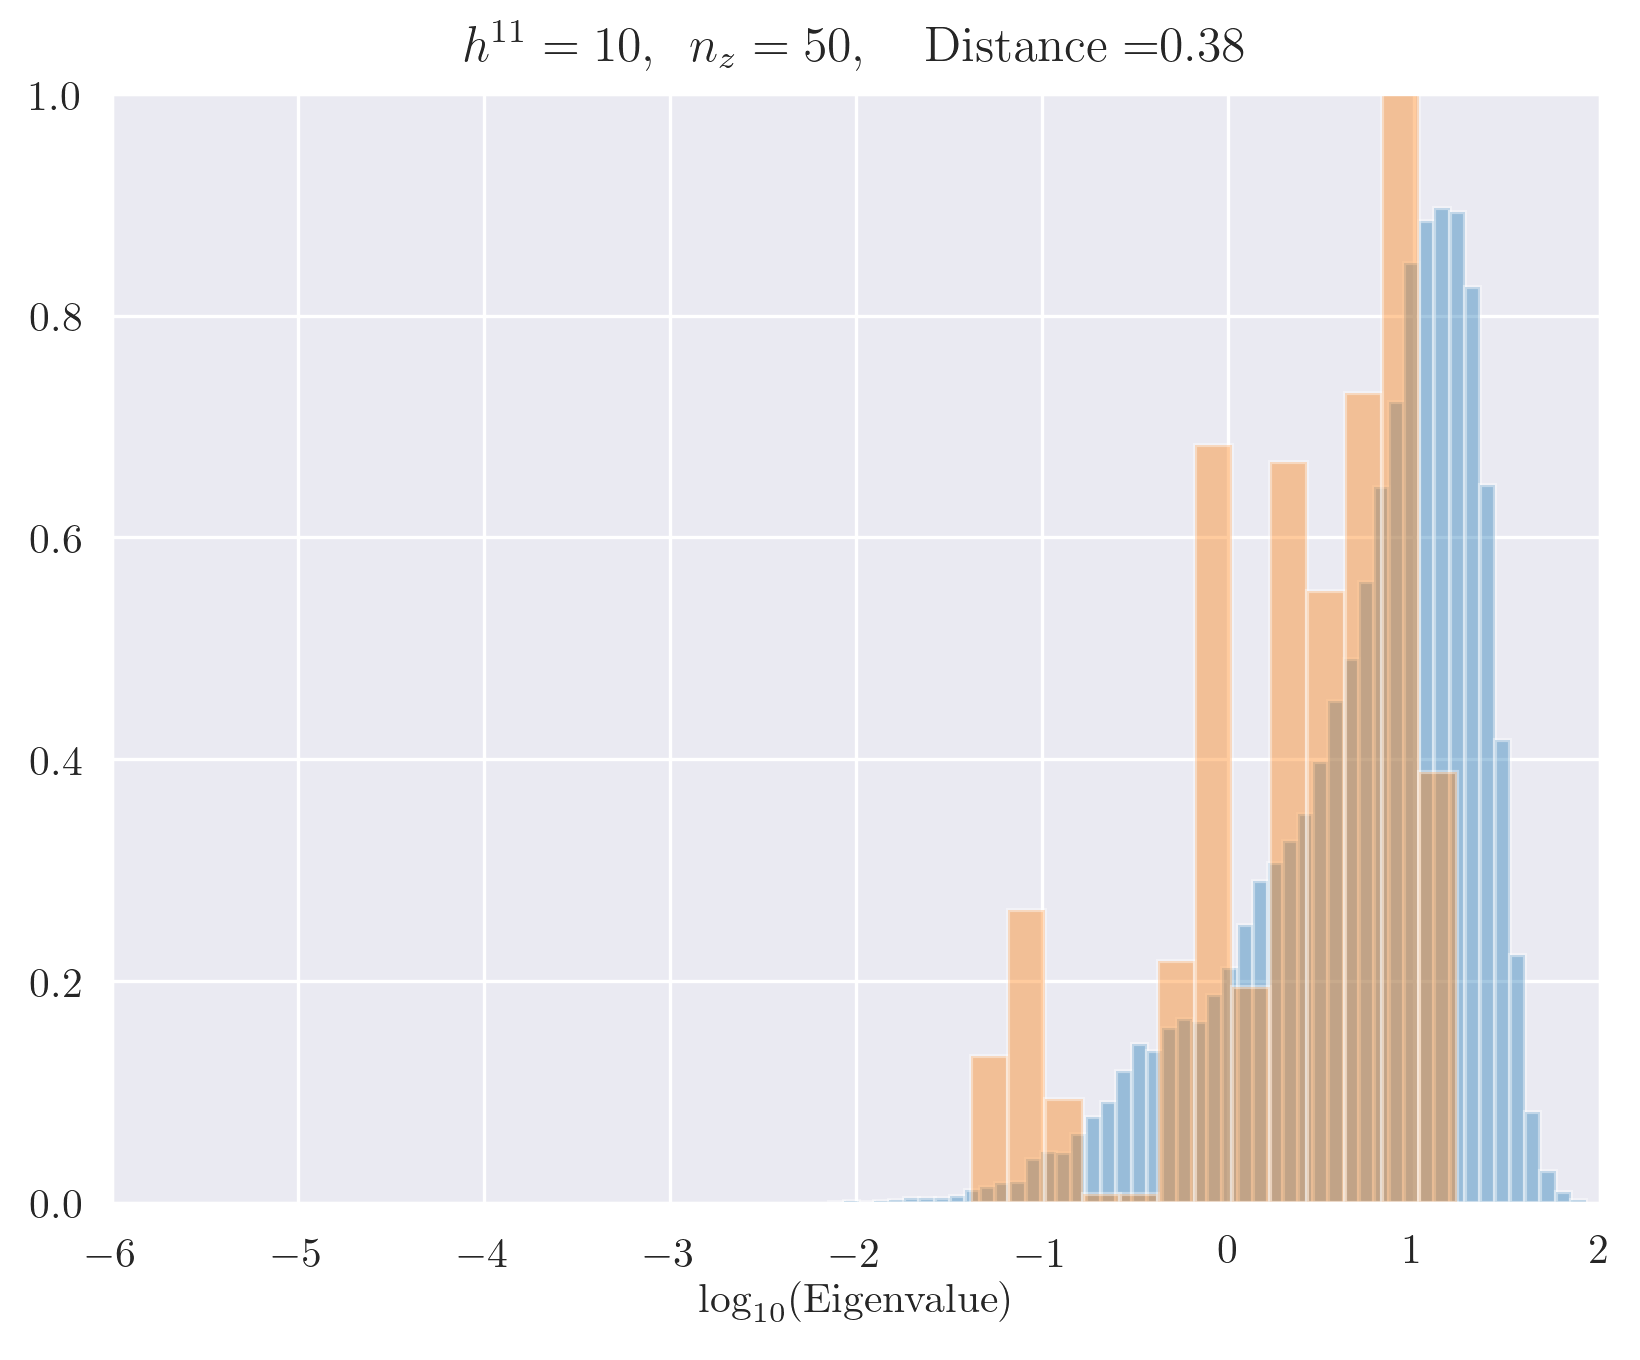 h¹¹ = 10, n_z = 50, Distance =0.38
1.0
0.8
0.6
0.4
0.2
0.0
−6 −5 −4 −3 −2 −1 0 1 2
log₁₀(Eigenvalue)